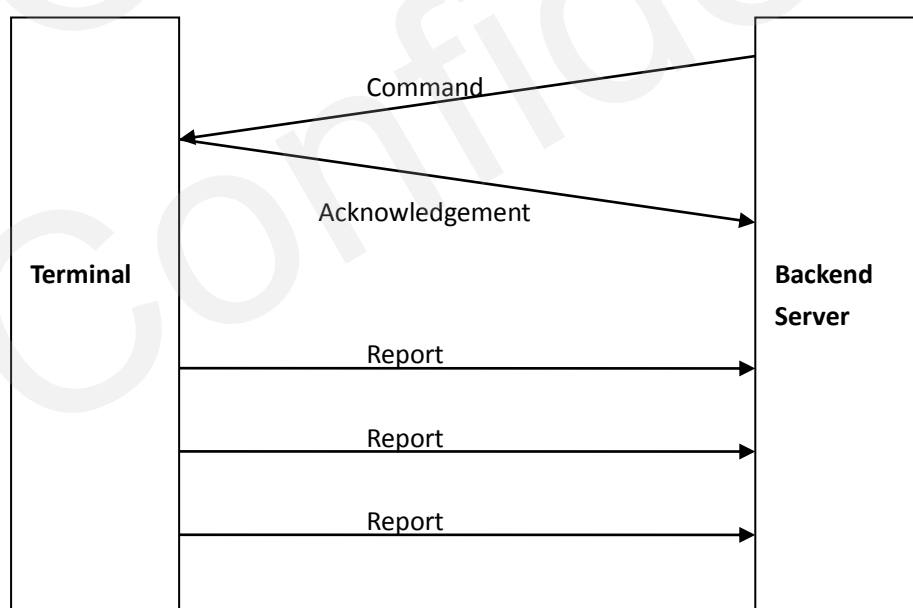 Command
Acknowledgement
Terminal
Backend
Server
Report
Report
Report